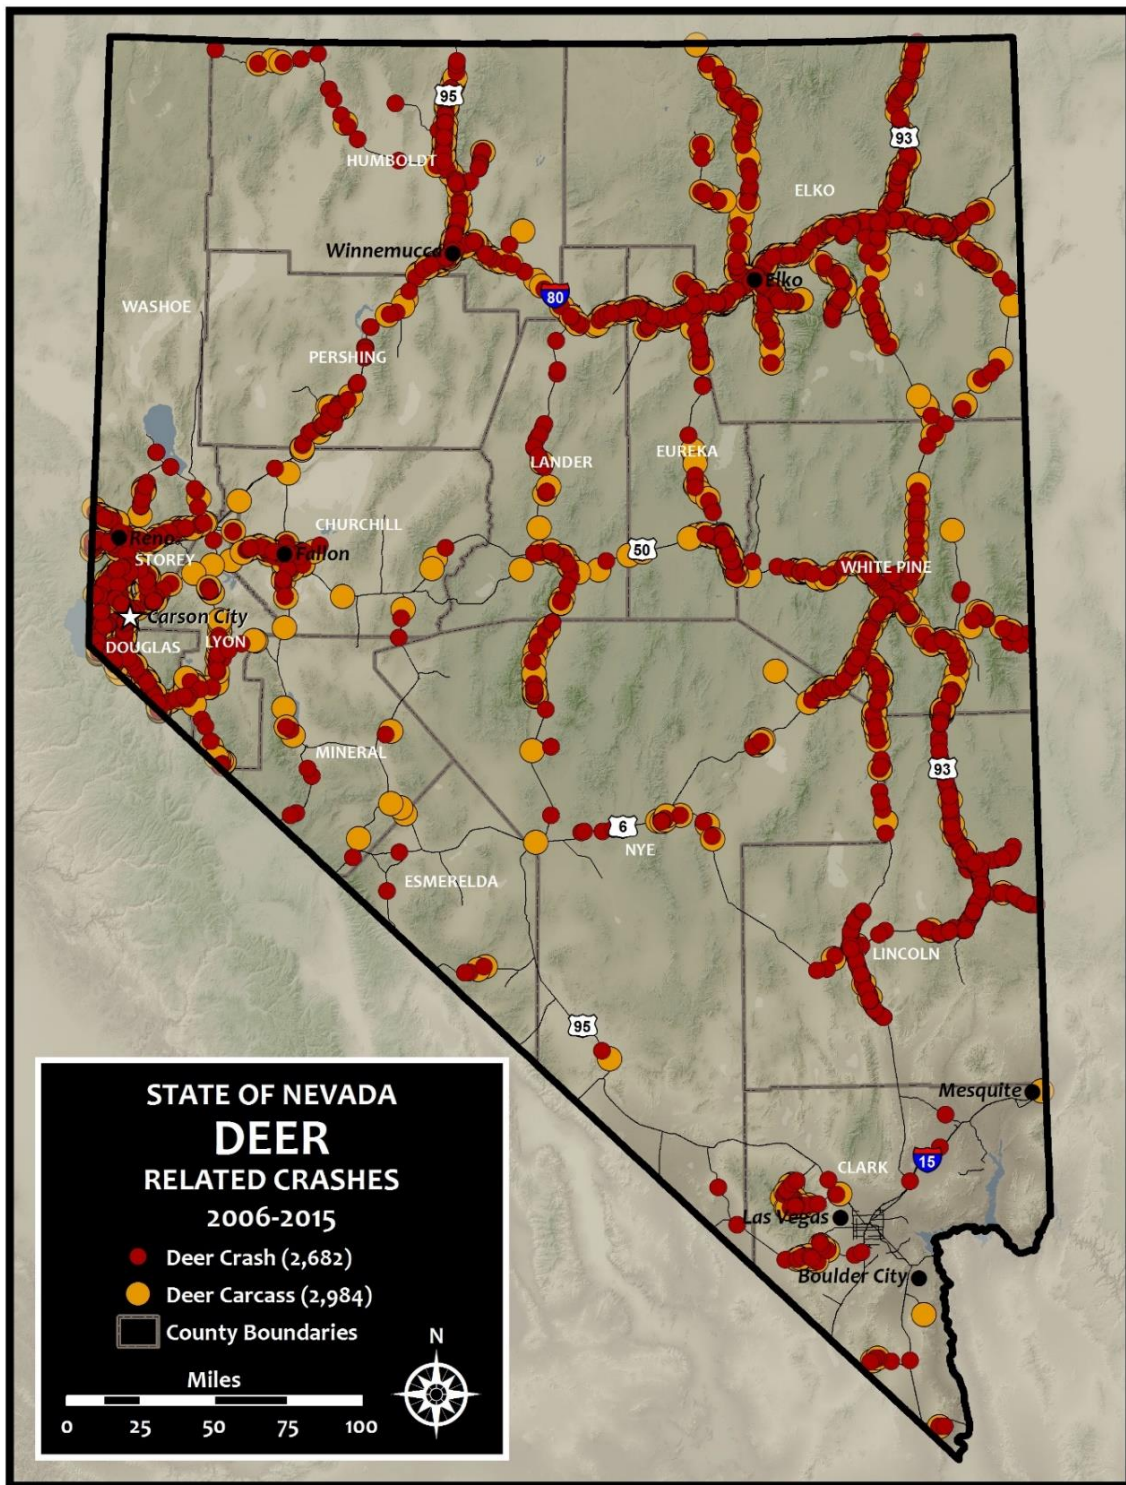 95
93
HUMBOLDT
ELKO
Winnemucca
Elko
80
WASHOE
PERSHING
LANDER
EUREKA
CHURCHILL
Reno
Fallon
50
STOREY
WHITE PINE
Carson City
DOUGLAS
LYON
MINERAL
93
6
NYE
ESMERELDA
LINCOLN
95
Mesquite
15
CLARK
Las Vegas
Boulder City
STATE OF NEVADA
DEER
RELATED CRASHES
2006-2015
Deer Crash (2,682)
Deer Carcass (2,984)
County Boundaries
N
Miles
0 25 50 75 100